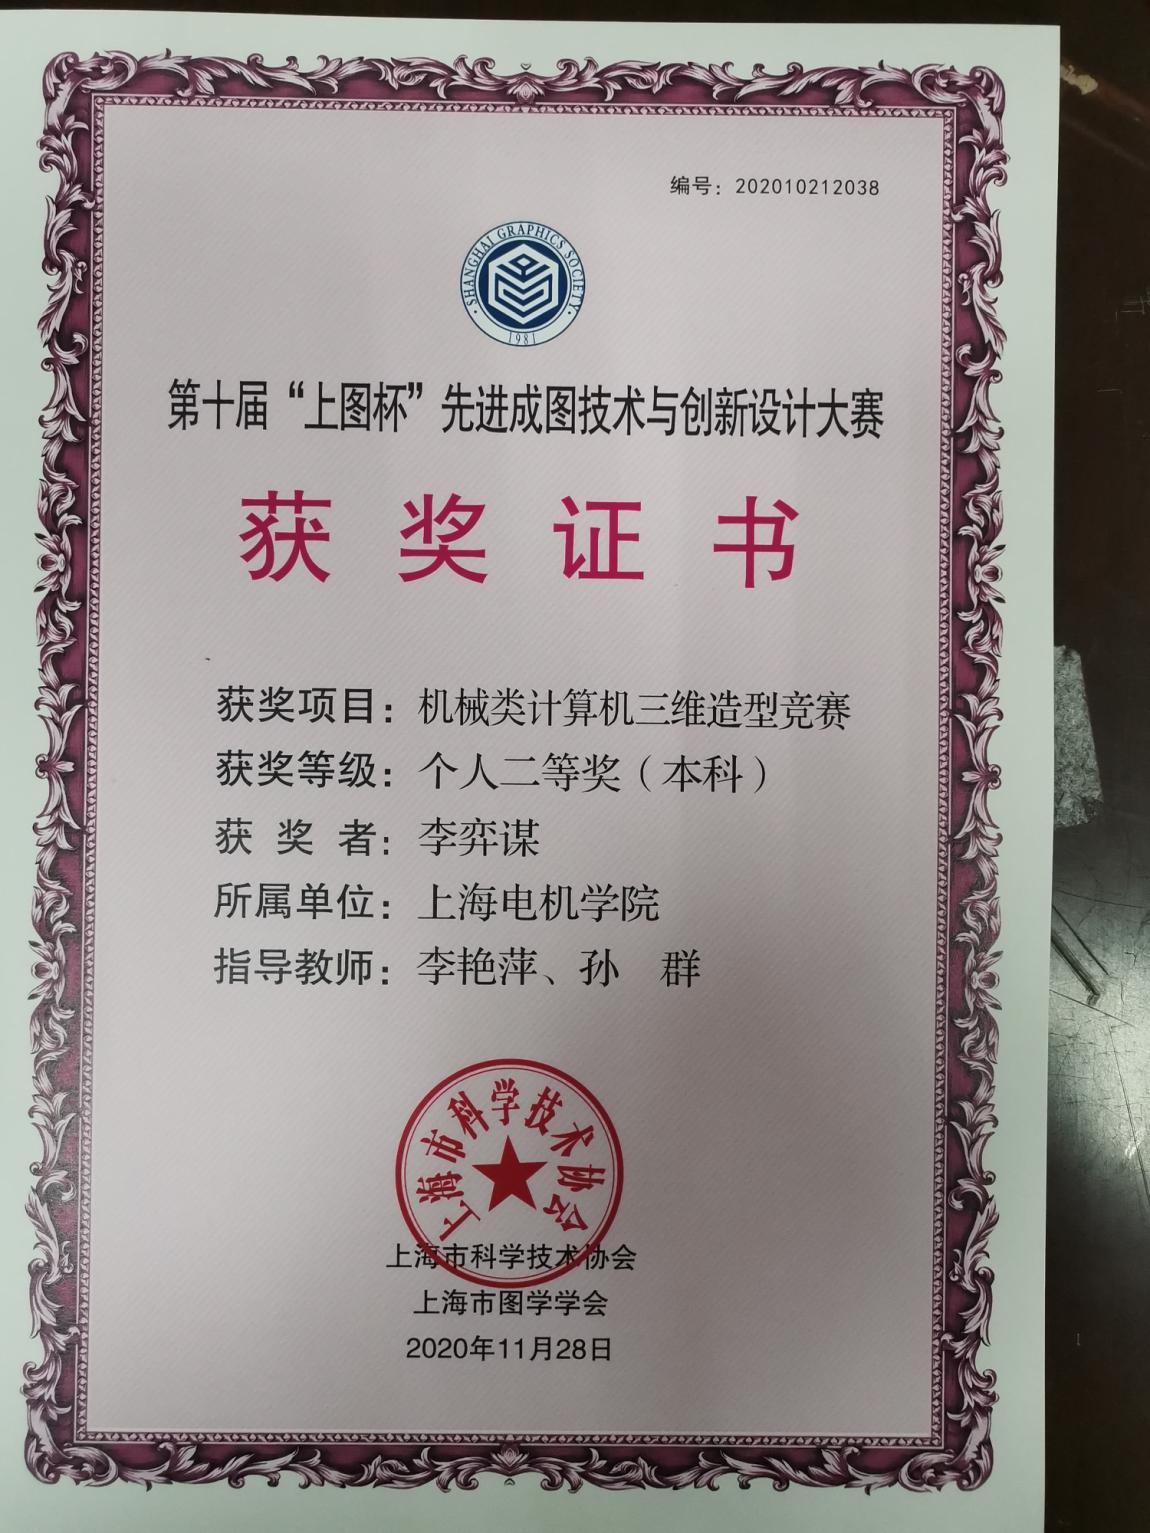 编号：202010212038
·SHANGHAI GRAPHICS SOCIETY·
1981
第十届“上图杯”先进成图技术与创新设计大赛
获奖证书
获奖项目：机械类计算机三维造型竞赛
获奖等级：个人二等奖（本科）
获奖者：李弈谋
所属单位：上海电机学院
指导教师：李艳萍、孙 群
上海市科学技术协会
上海市科学技术协会
上海市图学学会
2020年11月28日